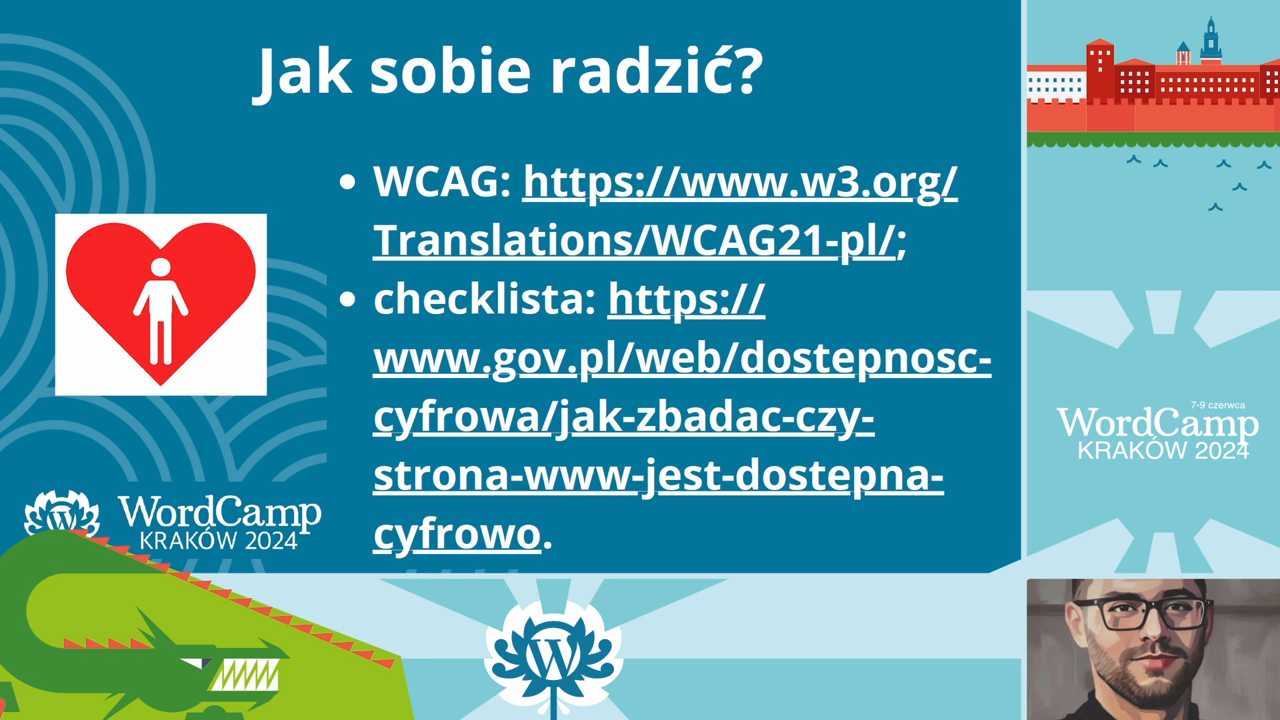 Jak sobie radzić?
• WCAG: https://www.w3.org/
Translations/WCAG21-pl/;
• checklista: https://
www.gov.pl/web/dostepnosc-
cyfrowa/jak-zbadac-czy-
strona-www-jest-dostepna-
cyfrowo.
WordCamp
KRAKÓW 2024
7-9 czerwca
WordCamp
KRAKÓW 2024